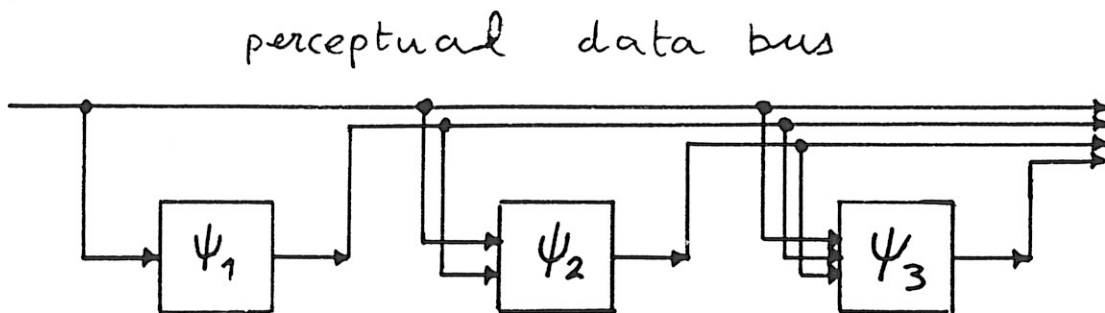 perceptual data bus
ψ₁
ψ₂
ψ₃